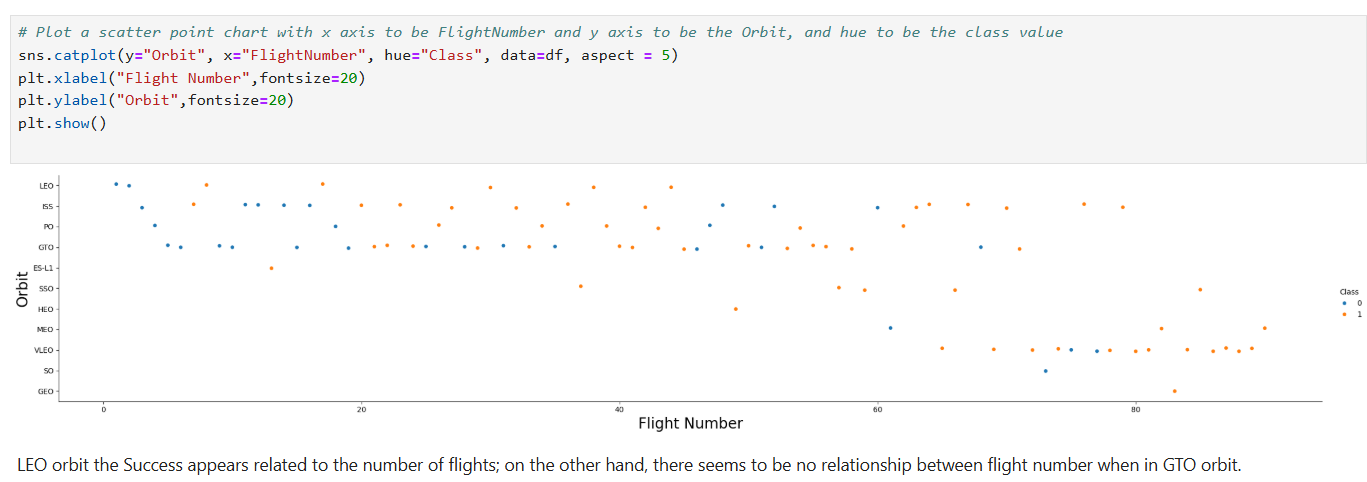 # Plot a scatter point chart with x axis to be FlightNumber and y axis to be the Orbit, and hue to be the class value
sns.catplot(y="Orbit", x="FlightNumber", hue="Class", data=df, aspect = 5)
plt.xlabel("Flight Number",fontsize=20)
plt.ylabel("Orbit",fontsize=20)
plt.show()
LEO
ISS
PO
GTO
ES-L1
SSO
HEO
MEO
VLEO
SO
GEO
Orbit
Class
0
1
0 20 40 60 80
Flight Number
LEO orbit the Success appears related to the number of flights; on the other hand, there seems to be no relationship between flight number when in GTO orbit.